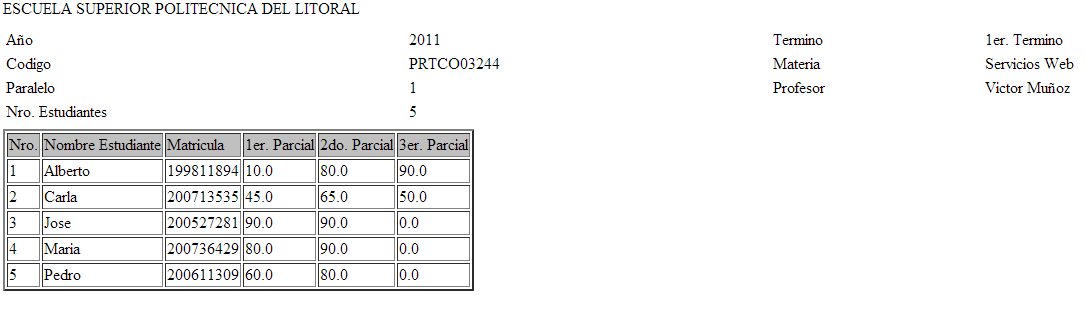 ESCUELA SUPERIOR POLITECNICA DEL LITORAL
Año 2011 Termino 1er. Termino
Codigo PRTCO03244 Materia Servicios Web
Paralelo 1 Profesor Victor Muñoz
Nro. Estudiantes 5
Nro. Nombre Estudiante Matricula 1er. Parcial 2do. Parcial 3er. Parcial
1 Alberto 199811894 10.0 80.0 90.0
2 Carla 200713535 45.0 65.0 50.0
3 Jose 200527281 90.0 90.0 0.0
4 Maria 200736429 80.0 90.0 0.0
5 Pedro 200611309 60.0 80.0 0.0